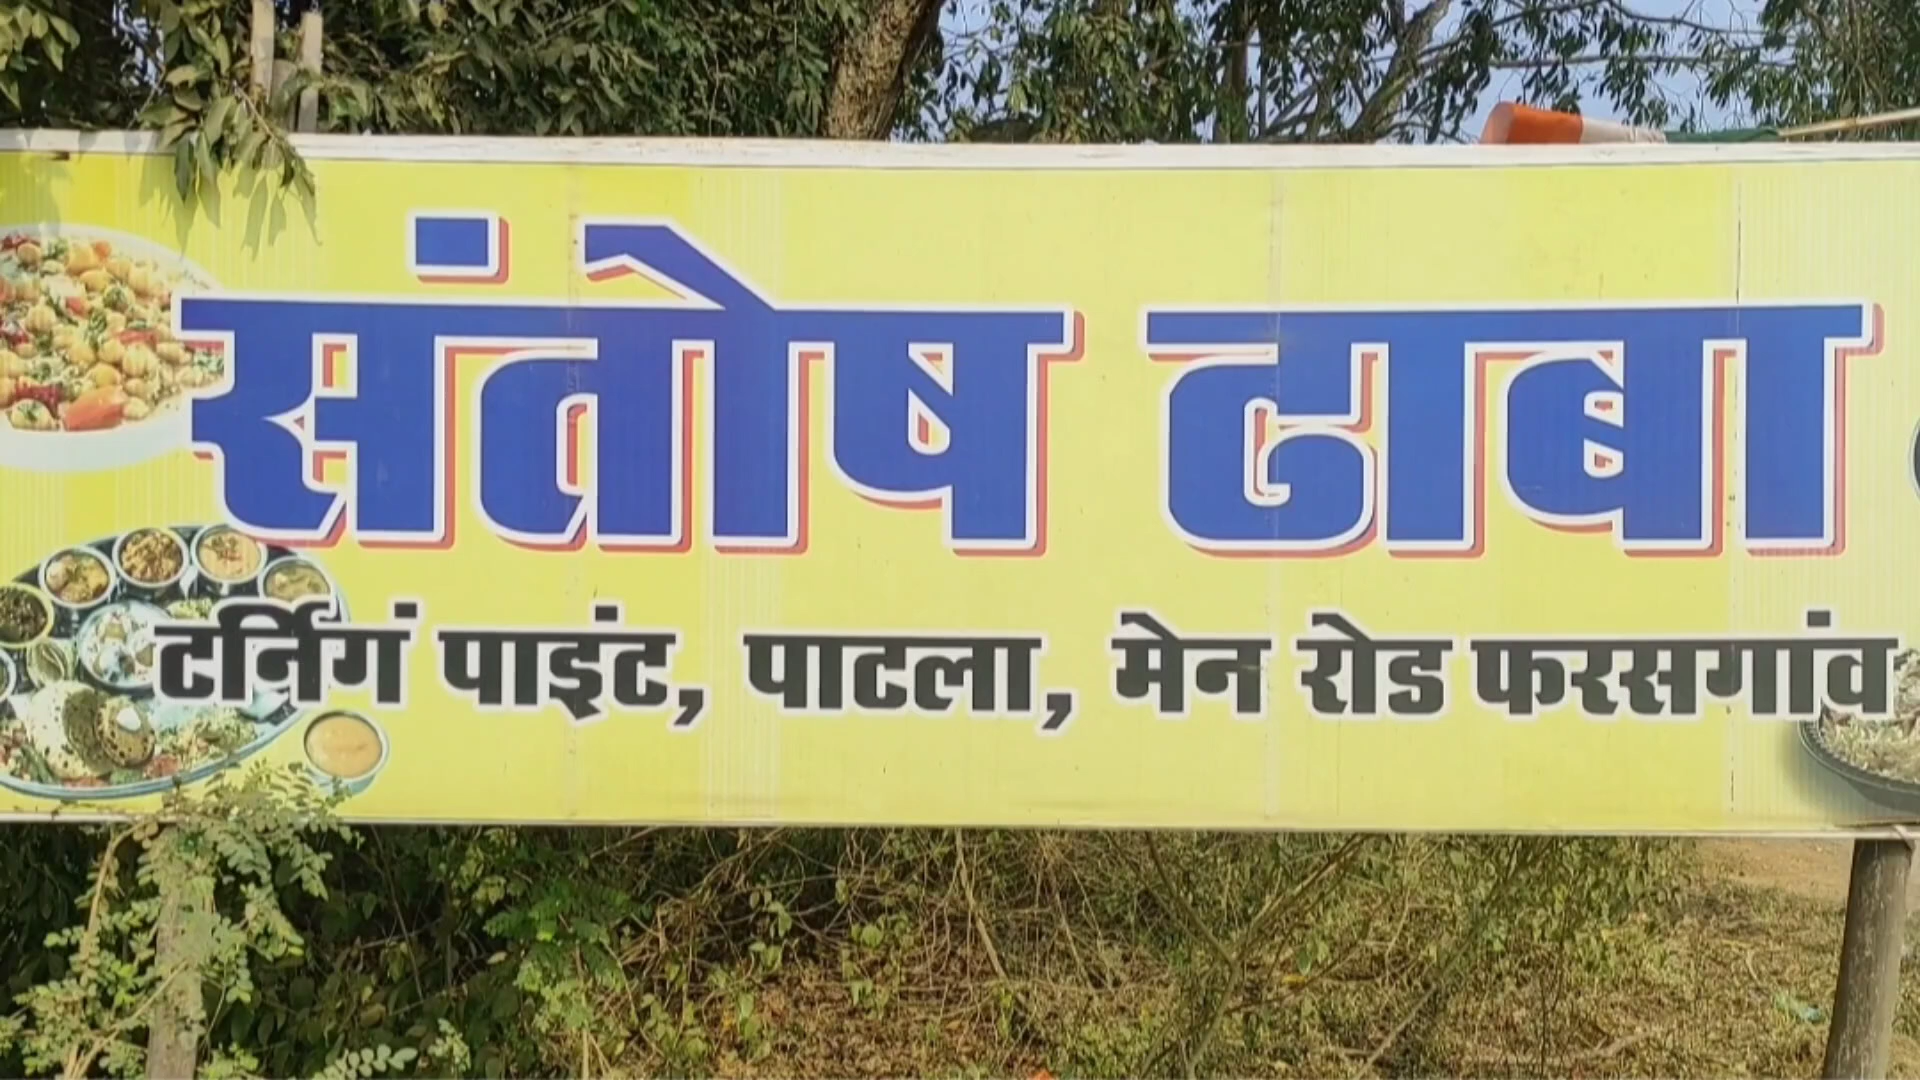 संतोष ढाबा
टर्निगं पाइंट, पाटला, मेन रोड फरसगांव